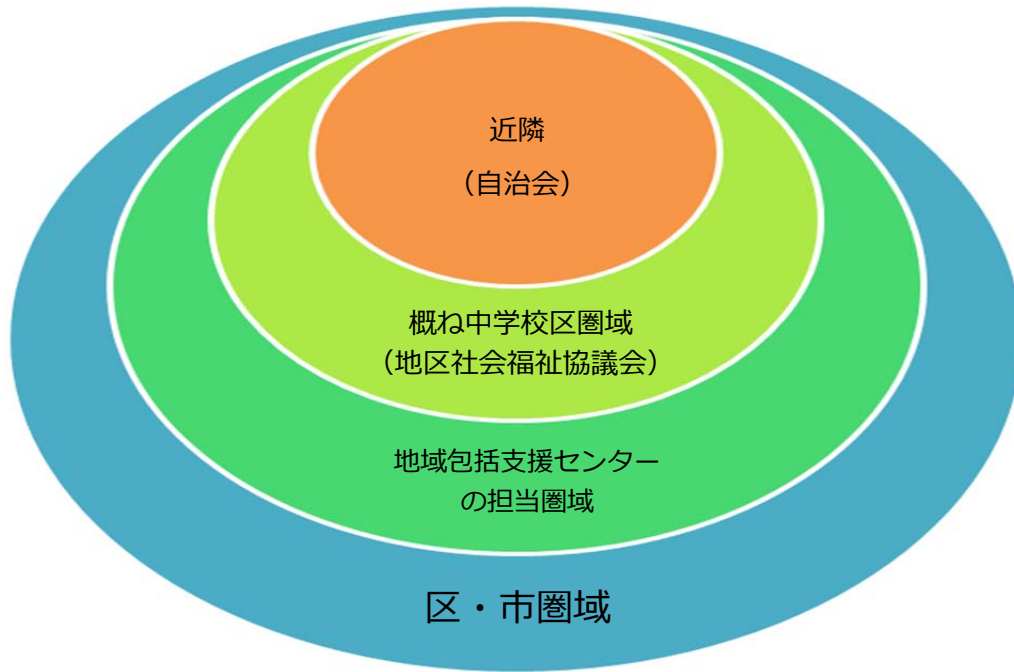 近隣
（自治会）
概ね中学校区圏域
（地区社会福祉協議会）
地域包括支援センター
の担当圏域
区・市圏域